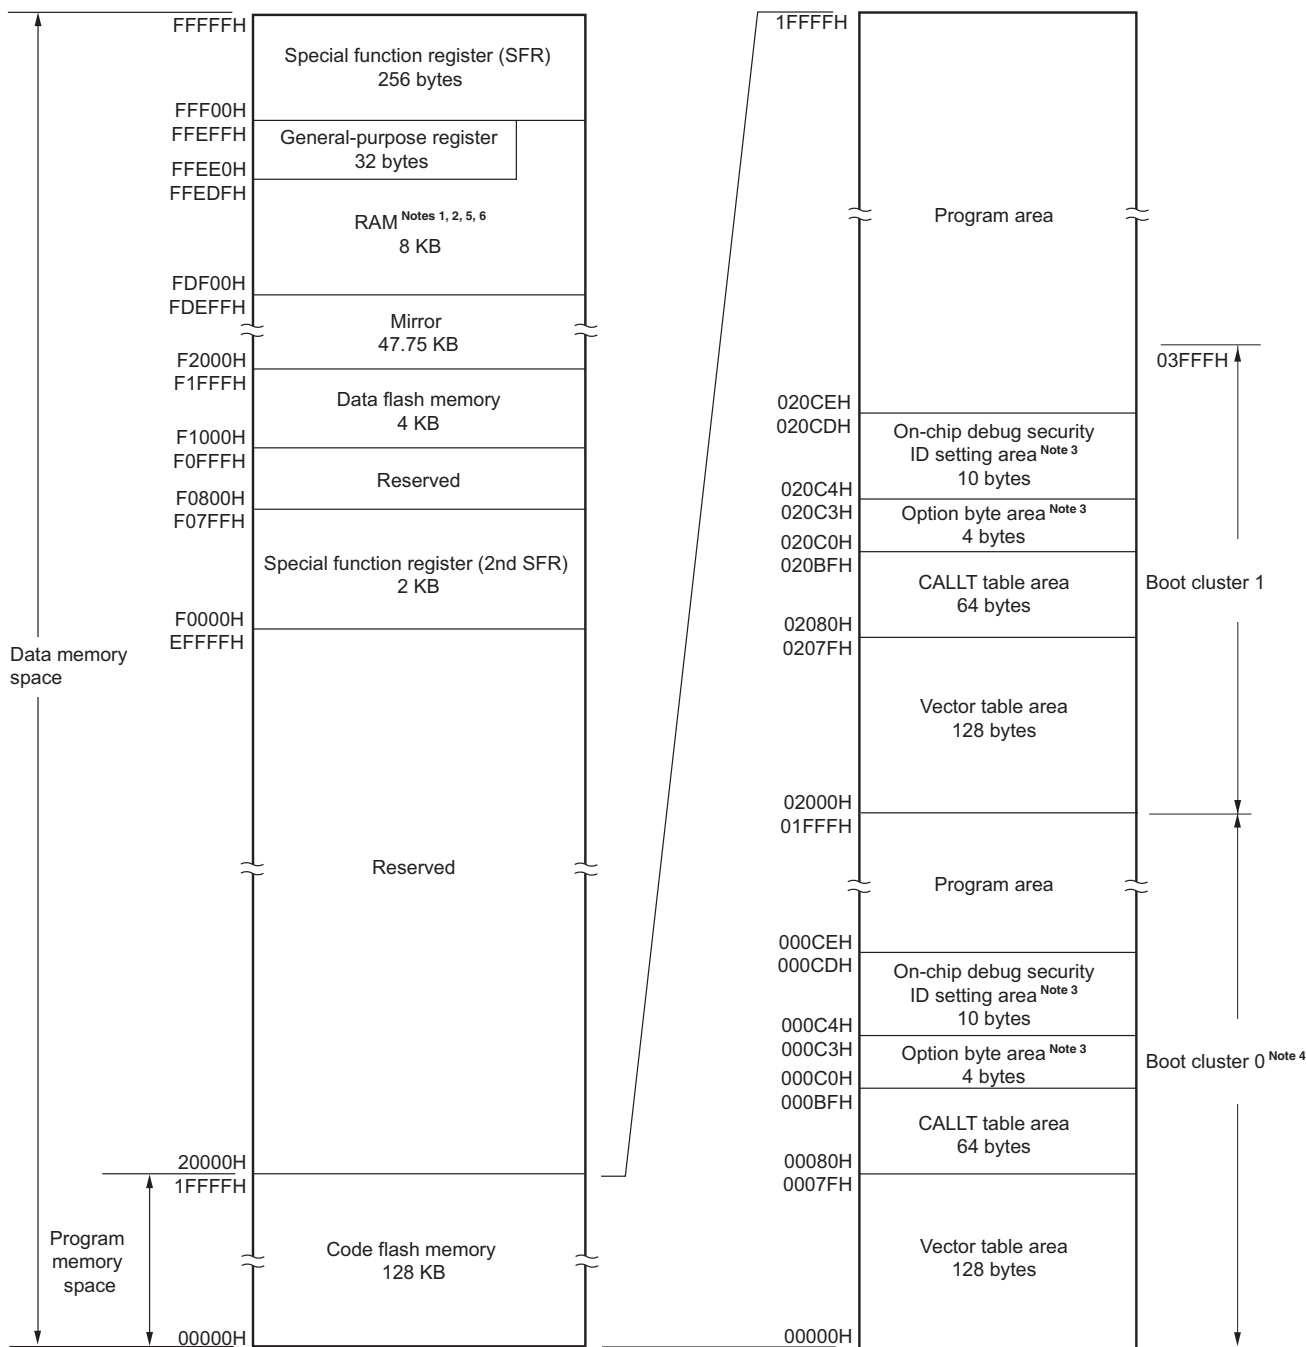 FFFFFH
Special function register (SFR)
256 bytes
FFF00H
FFEFFH
General-purpose register
32 bytes
FFEE0H
FFEDFH
RAM Notes 1, 2, 5, 6
8 KB
FDF00H
FDEFFH
Mirror
47.75 KB
F2000H
F1FFFH
Data flash memory
4 KB
F1000H
F0FFFH
Reserved
F0800H
F07FFH
Special function register (2nd SFR)
2 KB
F0000H
EFFFFH
Data memory
space
Reserved
20000H
1FFFFH
Program
memory
space
Code flash memory
128 KB
00000H
1FFFFH
Program area
03FFFH
020CEH
020CDH
On-chip debug security
ID setting area Note 3
10 bytes
020C4H
020C3H
Option byte area Note 3
4 bytes
020C0H
020BFH
CALLT table area
64 bytes
Boot cluster 1
02080H
0207FH
Vector table area
128 bytes
02000H
01FFFH
Program area
000CEH
000CDH
On-chip debug security
ID setting area Note 3
10 bytes
000C4H
000C3H
Option byte area Note 3
4 bytes
Boot cluster 0 Note 4
000C0H
000BFH
CALLT table area
64 bytes
00080H
0007FH
Vector table area
128 bytes
00000H